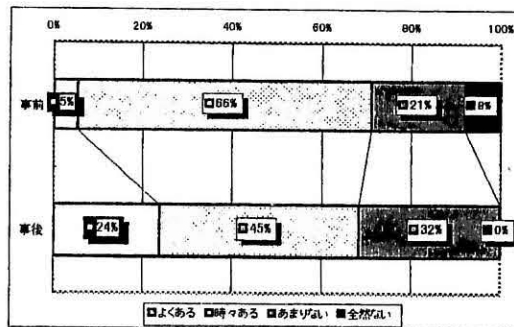 0% 20% 40% 60% 80% 100%
事前 5% 66% 21% 8%
事後 24% 45% 32% 0%
よくある 時々ある あまりない 全然ない